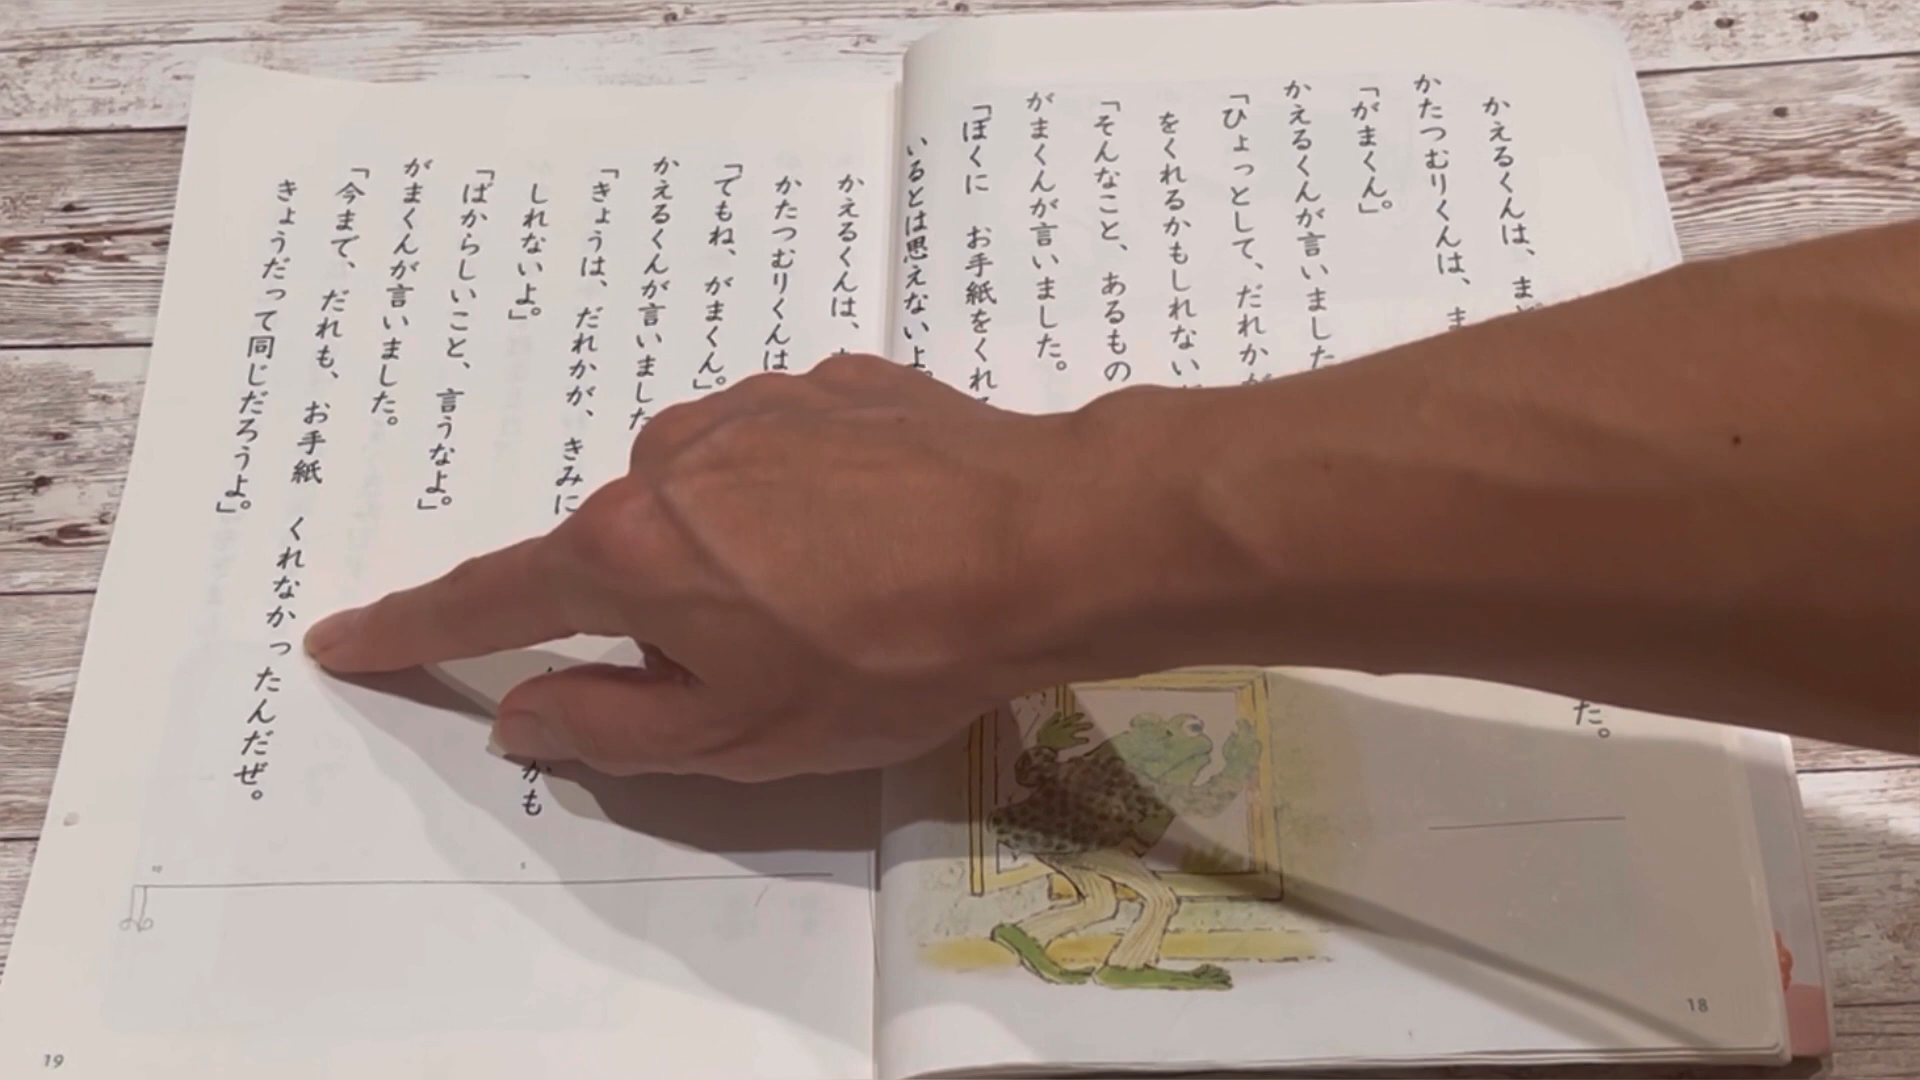 かえるくんは、ま
かたつむりくんは、ま
「がまくん。」
かえるくんが言いました
「ひょっとして、だれかが
をくれるかもしれない
「そんなこと、あるもの
がまくんが言いました。
「ぼくに お手紙をくれる
いるとは思えないよ。
た。
18
かえるくんは、
かたつむりくんは
「でもね、がまくん。」
かえるくんが言いました
「きょうは、だれかが、きみに
かも
しれないよ。」
「ばからしいこと、言うなよ。」
がまくんが言いました。
「今まで、だれも、お手紙 くれなかったんだぜ。
きょうだって同じだろうよ。」
5
10
19